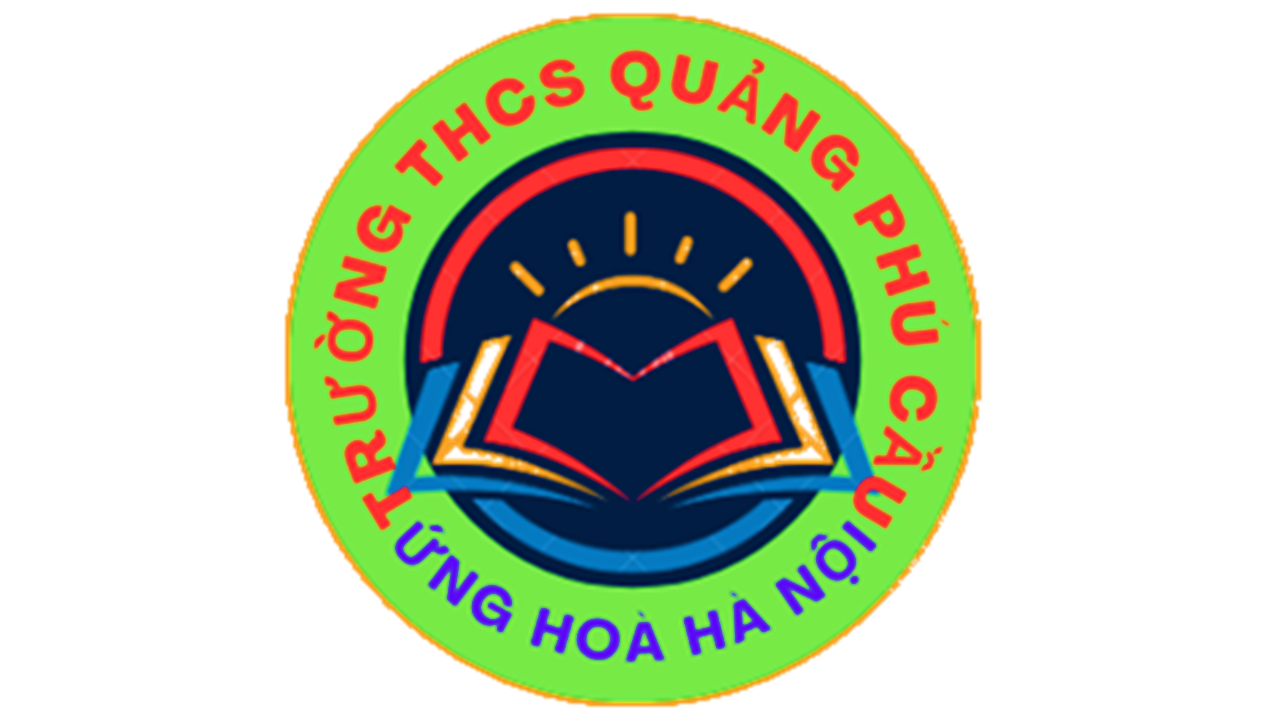 TRƯỜNG THCS QUẢNG PHÚ CẦU
ỨNG HOÀ HÀ NỘI